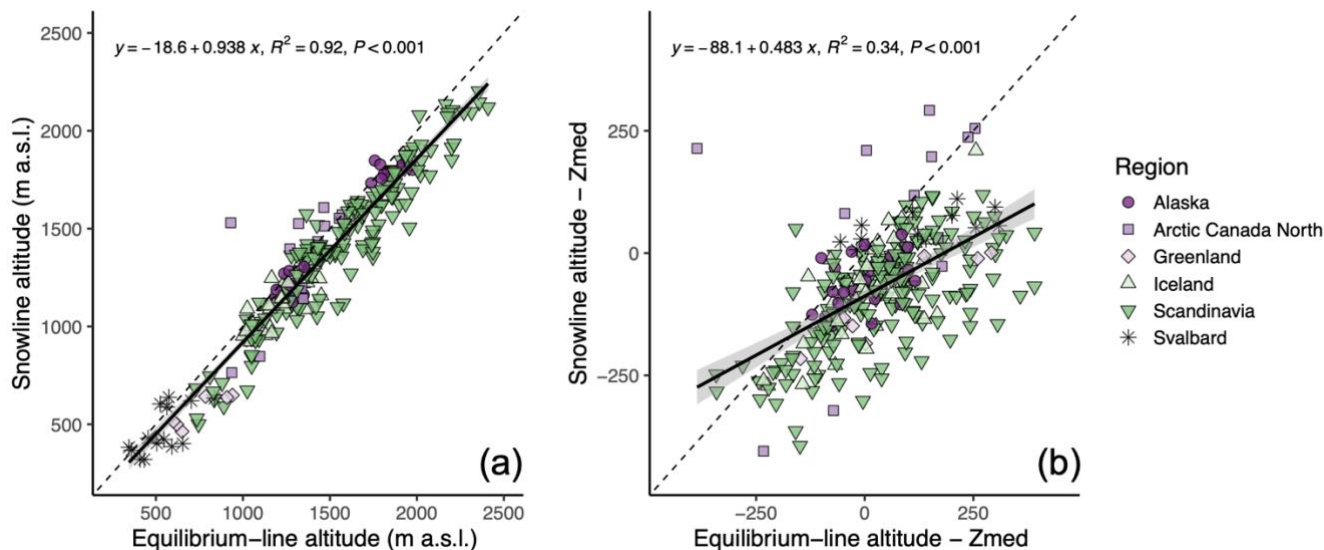 y = − 18.6 + 0.938 x, R² = 0.92, P < 0.001
2500
2000
1500
1000
500
Snowline altitude (m a.s.l.)
(a)
500 1000 1500 2000 2500
Equilibrium−line altitude (m a.s.l.)
y = − 88.1 + 0.483 x, R² = 0.34, P < 0.001
250
0
−250
Snowline altitude − Zmed
(b)
−250 0 250
Equilibrium−line altitude − Zmed
Region
Alaska
Arctic Canada North
Greenland
Iceland
Scandinavia
Svalbard